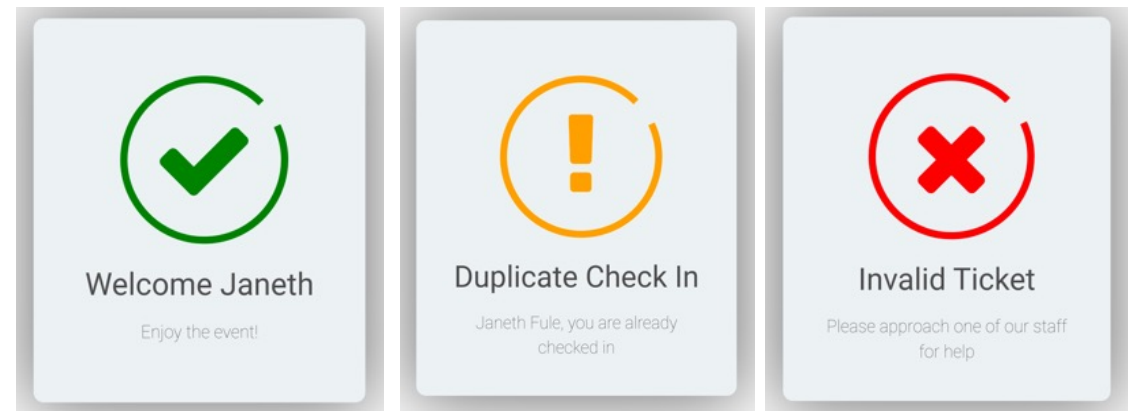 Welcome Janeth
Enjoy the event!
Duplicate Check In
Janeth Fule, you are already
checked in
Invalid Ticket
Please approach one of our staff
for help